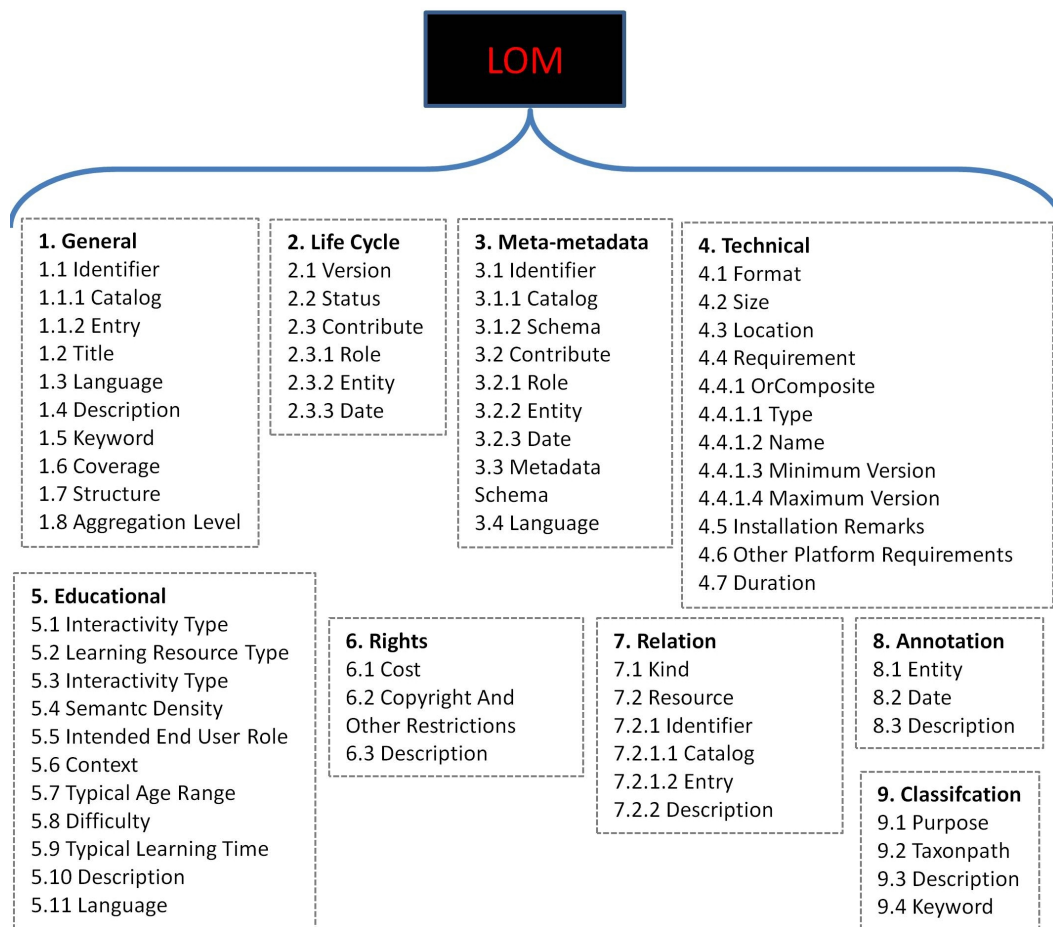 LOM
1. General
1.1 Identifier
1.1.1 Catalog
1.1.2 Entry
1.2 Title
1.3 Language
1.4 Description
1.5 Keyword
1.6 Coverage
1.7 Structure
1.8 Aggregation Level
2. Life Cycle
2.1 Version
2.2 Status
2.3 Contribute
2.3.1 Role
2.3.2 Entity
2.3.3 Date
3. Meta-metadata
3.1 Identifier
3.1.1 Catalog
3.1.2 Schema
3.2 Contribute
3.2.1 Role
3.2.2 Entity
3.2.3 Date
3.3 Metadata
Schema
3.4 Language
4. Technical
4.1 Format
4.2 Size
4.3 Location
4.4 Requirement
4.4.1 OrComposite
4.4.1.1 Type
4.4.1.2 Name
4.4.1.3 Minimum Version
4.4.1.4 Maximum Version
4.5 Installation Remarks
4.6 Other Platform Requirements
4.7 Duration
5. Educational
5.1 Interactivity Type
5.2 Learning Resource Type
5.3 Interactivity Type
5.4 Semantc Density
5.5 Intended End User Role
5.6 Context
5.7 Typical Age Range
5.8 Difficulty
5.9 Typical Learning Time
5.10 Description
5.11 Language
6. Rights
6.1 Cost
6.2 Copyright And
Other Restrictions
6.3 Description
7. Relation
7.1 Kind
7.2 Resource
7.2.1 Identifier
7.2.1.1 Catalog
7.2.1.2 Entry
7.2.2 Description
8. Annotation
8.1 Entity
8.2 Date
8.3 Description
9. Classifcation
9.1 Purpose
9.2 Taxonpath
9.3 Description
9.4 Keyword